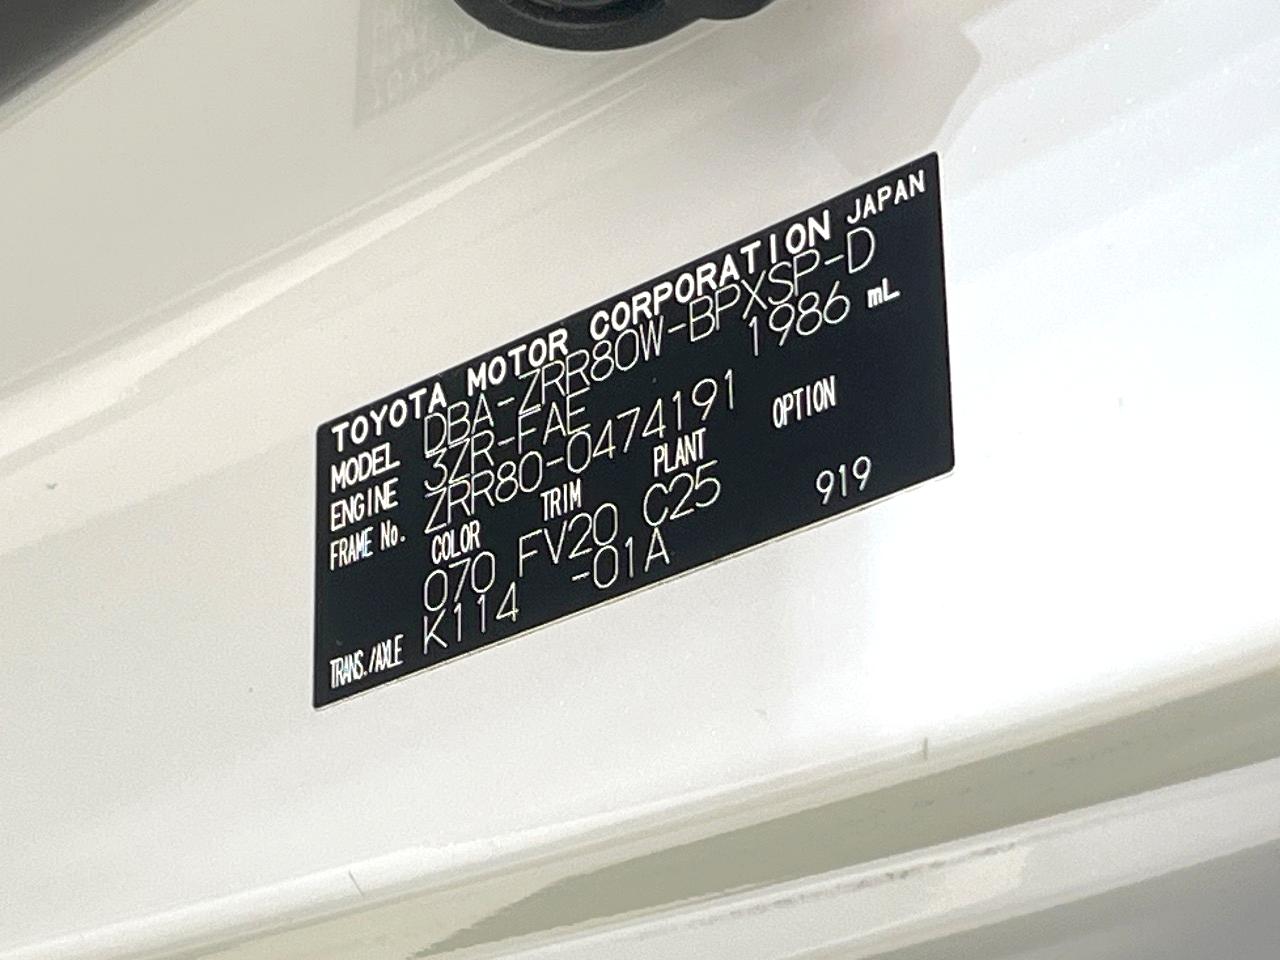 TOYOTA MOTOR CORPORATION JAPAN
MODEL DBA-ZRR80W-BPXSP-D
ENGINE 3ZR-FAE 1986 mL
FRAME No. ZRR80-0474191
COLOR TRIM PLANT OPTION
070 FV20 C25 919
TRANS./AXLE K114 -01A